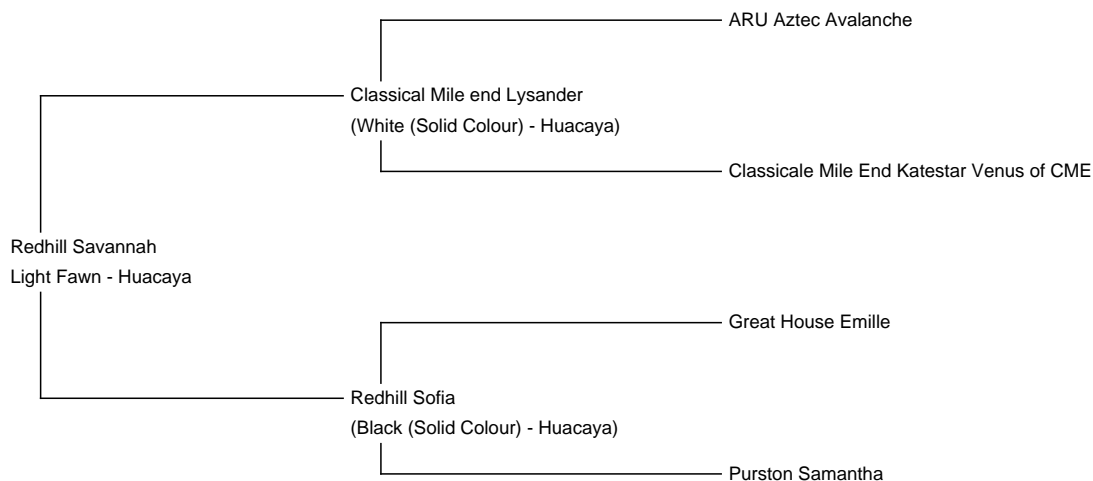 ARU Aztec Avalanche
Classical Mile end Lysander
(White (Solid Colour) - Huacaya)
Classicale Mile End Katestar Venus of CME
Redhill Savannah
Light Fawn - Huacaya
Great House Emille
Redhill Sofia
(Black (Solid Colour) - Huacaya)
Purston Samantha